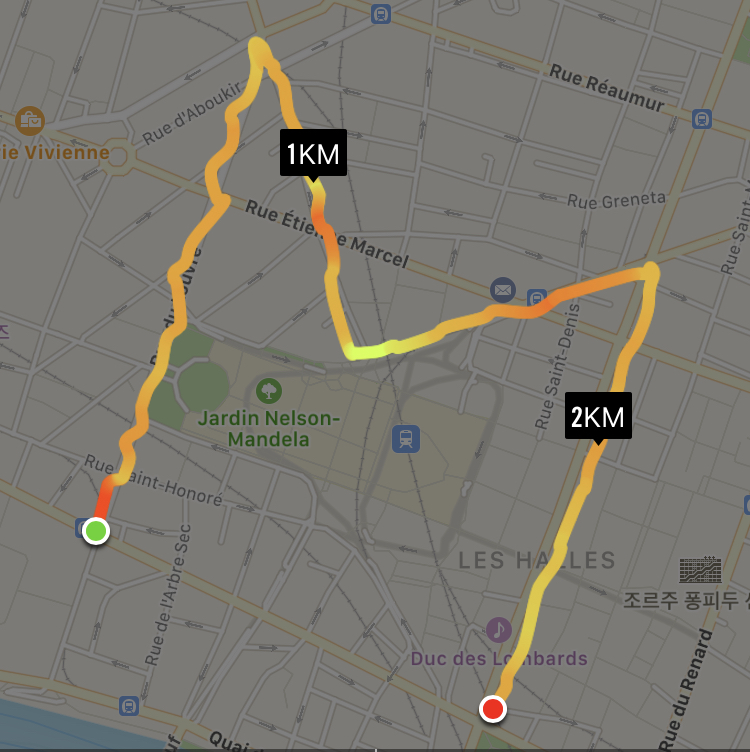 Rue Réaumur
Rue d'Aboukir
ie Vivienne
1KM
Rue Greneta
Rue Étienne Marcel
Rue Saint-Denis
2KM
Jardin Nelson-
Mandela
Rue Saint-Honoré
LES HALLES
조르주 퐁피두 센
Rue de l'Arbre Sec
Duc des Lombards
Rue du Renard
Quai